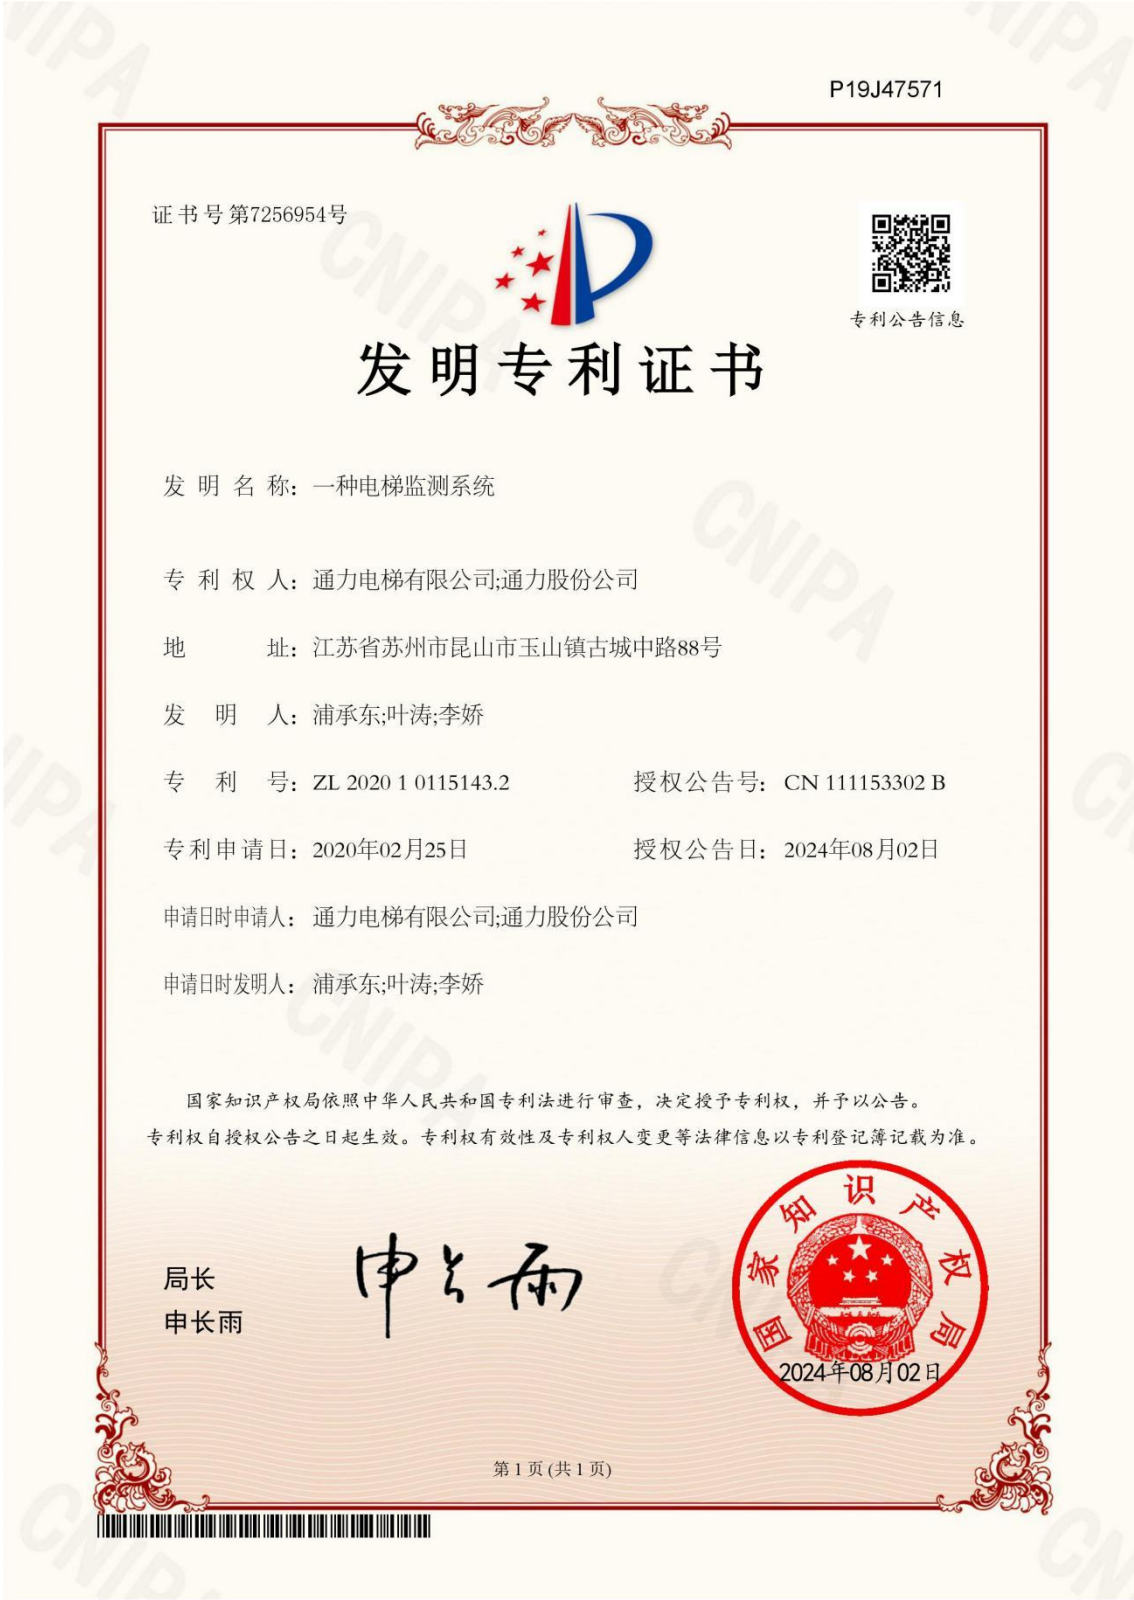 P19J47571
证书号第7256954号
专利公告信息
发明专利证书
发明名称：一种电梯监测系统
专利权人：通力电梯有限公司;通力股份公司
地址：江苏省苏州市昆山市玉山镇古城中路88号
发明人：浦承东;叶涛;李娇
专利号：ZL 2020 1 0115143.2 授权公告号：CN 111153302 B
专利申请日：2020年02月25日 授权公告日：2024年08月02日
申请日时申请人：通力电梯有限公司;通力股份公司
申请日时发明人：浦承东;叶涛;李娇
国家知识产权局依照中华人民共和国专利法进行审查，决定授予专利权，并予以公告。
专利权自授权公告之日起生效。专利权有效性及专利权人变更等法律信息以专利登记簿记载为准。
局长
申长雨
申长雨
国家知识产权局
2024年08月02日
第 1 页 (共 1 页)
CNIPA
CNIPA
CNIPA
CNIPA